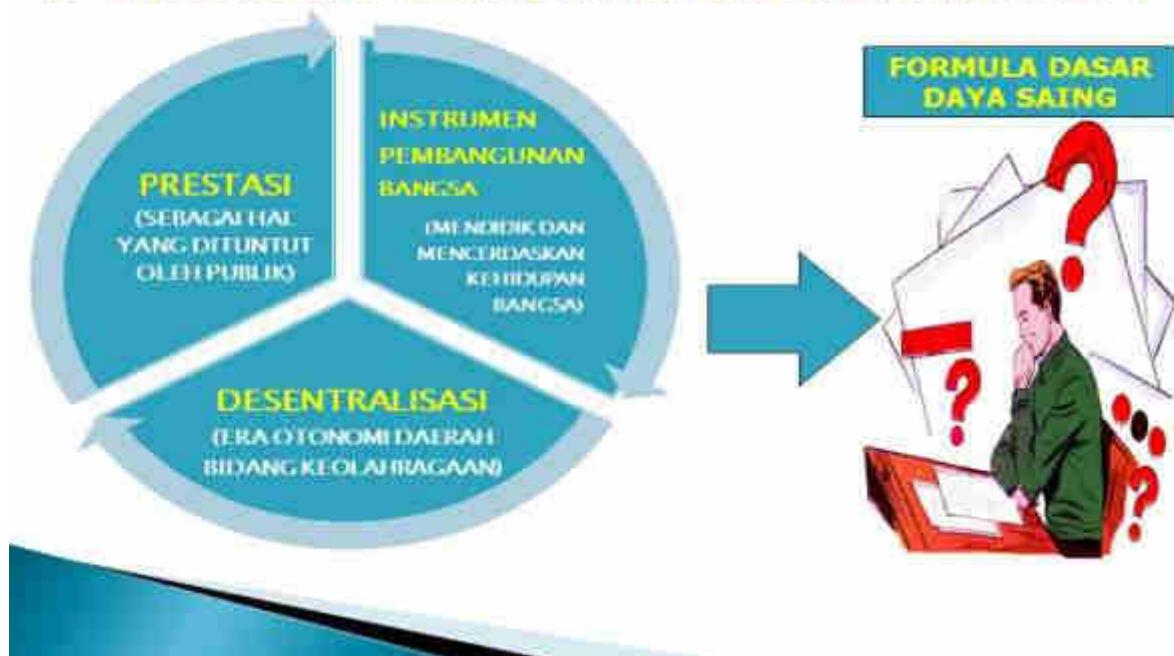 PRESTASI
(SEBAGAI HAL
YANG DITUNTUT
OLEH PUBLIK)
INSTRUMEN
PEMBANGUNAN
BANGSA
(MENDIDIK DAN
MENCERDASKAN
KEHIDUPAN
BANGSA)
DESENTRALISASI
(ERA OTONOMI DAERAH
BIDANG KEOLAHRAGAAN)
FORMULA DASAR
DAYA SAING
?
?
?